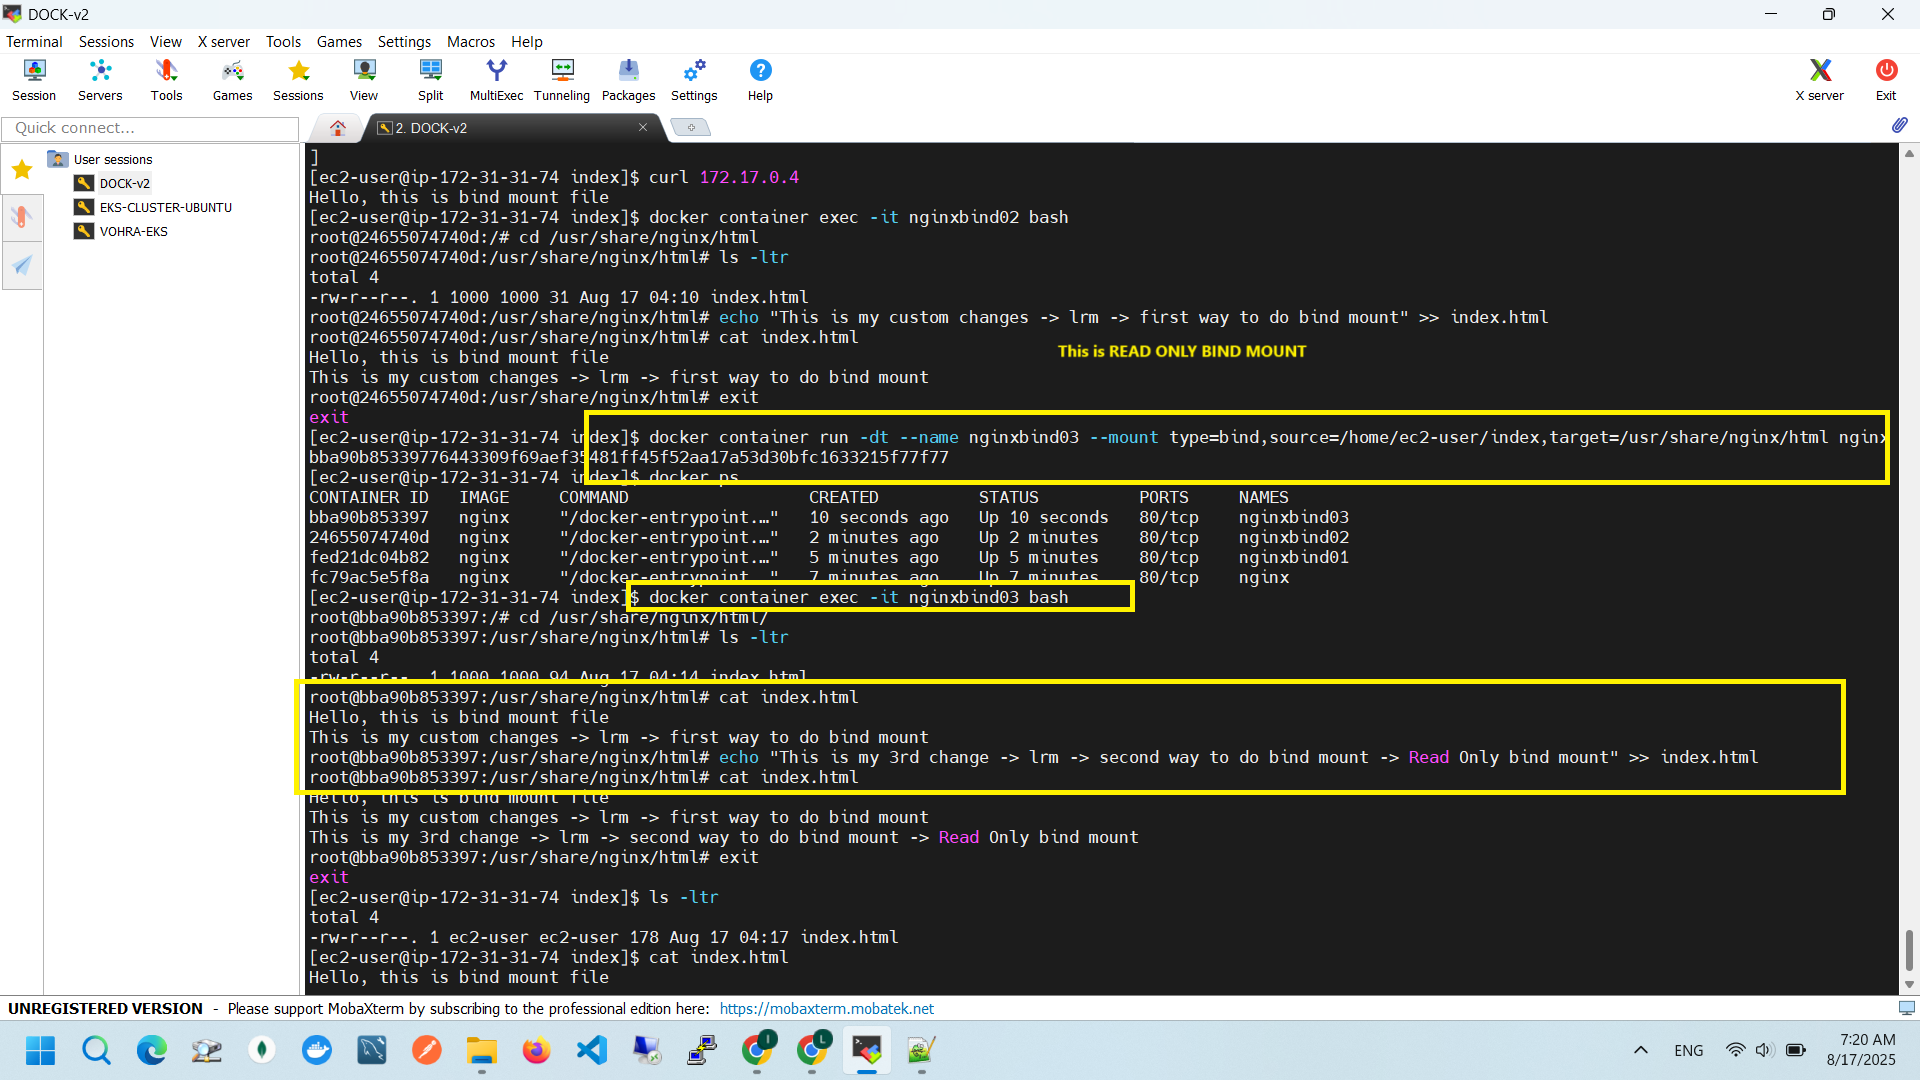 DOCK-v2
Terminal Sessions View X server Tools Games Settings Macros Help
Session Servers Tools Games Sessions View Split MultiExec Tunneling Packages Settings Help X server Exit
Quick connect...
2. DOCK-v2
User sessions
DOCK-v2
EKS-CLUSTER-UBUNTU
VOHRA-EKS
]
[ec2-user@ip-172-31-31-74 index]$ curl 172.17.0.4
Hello, this is bind mount file
[ec2-user@ip-172-31-31-74 index]$ docker container exec -it nginxbind02 bash
root@24655074740d:/# cd /usr/share/nginx/html
root@24655074740d:/usr/share/nginx/html# ls -ltr
total 4
-rw-r--r--. 1 1000 1000 31 Aug 17 04:10 index.html
root@24655074740d:/usr/share/nginx/html# echo "This is my custom changes -> lrm -> first way to do bind mount" >> index.html
root@24655074740d:/usr/share/nginx/html# cat index.html
Hello, this is bind mount file
This is READ ONLY BIND MOUNT
This is my custom changes -> lrm -> first way to do bind mount
root@24655074740d:/usr/share/nginx/html# exit
exit
[ec2-user@ip-172-31-31-74 index]$ docker container run -dt --name nginxbind03 --mount type=bind,source=/home/ec2-user/index,target=/usr/share/nginx/html nginx
bba90b85339776443309f69aef35481ff45f52aa17a53d30bfc1633215f77f77
[ec2-user@ip-172-31-31-74 index]$ docker ps
CONTAINER ID IMAGE COMMAND CREATED STATUS PORTS NAMES
bba90b853397 nginx "/docker-entrypoint.…" 10 seconds ago Up 10 seconds 80/tcp nginxbind03
24655074740d nginx "/docker-entrypoint.…" 2 minutes ago Up 2 minutes 80/tcp nginxbind02
fed21dc04b82 nginx "/docker-entrypoint.…" 5 minutes ago Up 5 minutes 80/tcp nginxbind01
fc79ac5e5f8a nginx "/docker-entrypoint.…" 7 minutes ago Up 7 minutes 80/tcp nginx
[ec2-user@ip-172-31-31-74 index]$ docker container exec -it nginxbind03 bash
root@bba90b853397:/# cd /usr/share/nginx/html/
root@bba90b853397:/usr/share/nginx/html# ls -ltr
total 4
-rw-r--r--. 1 1000 1000 94 Aug 17 04:14 index.html
root@bba90b853397:/usr/share/nginx/html# cat index.html
Hello, this is bind mount file
This is my custom changes -> lrm -> first way to do bind mount
root@bba90b853397:/usr/share/nginx/html# echo "This is my 3rd change -> lrm -> second way to do bind mount -> Read Only bind mount" >> index.html
root@bba90b853397:/usr/share/nginx/html# cat index.html
Hello, this is bind mount file
This is my custom changes -> lrm -> first way to do bind mount
This is my 3rd change -> lrm -> second way to do bind mount -> Read Only bind mount
root@bba90b853397:/usr/share/nginx/html# exit
exit
[ec2-user@ip-172-31-31-74 index]$ ls -ltr
total 4
-rw-r--r--. 1 ec2-user ec2-user 178 Aug 17 04:17 index.html
[ec2-user@ip-172-31-31-74 index]$ cat index.html
Hello, this is bind mount file
UNREGISTERED VERSION - Please support MobaXterm by subscribing to the professional edition here: https://mobaxterm.mobatek.net
I L
ENG
7:20 AM
8/17/2025